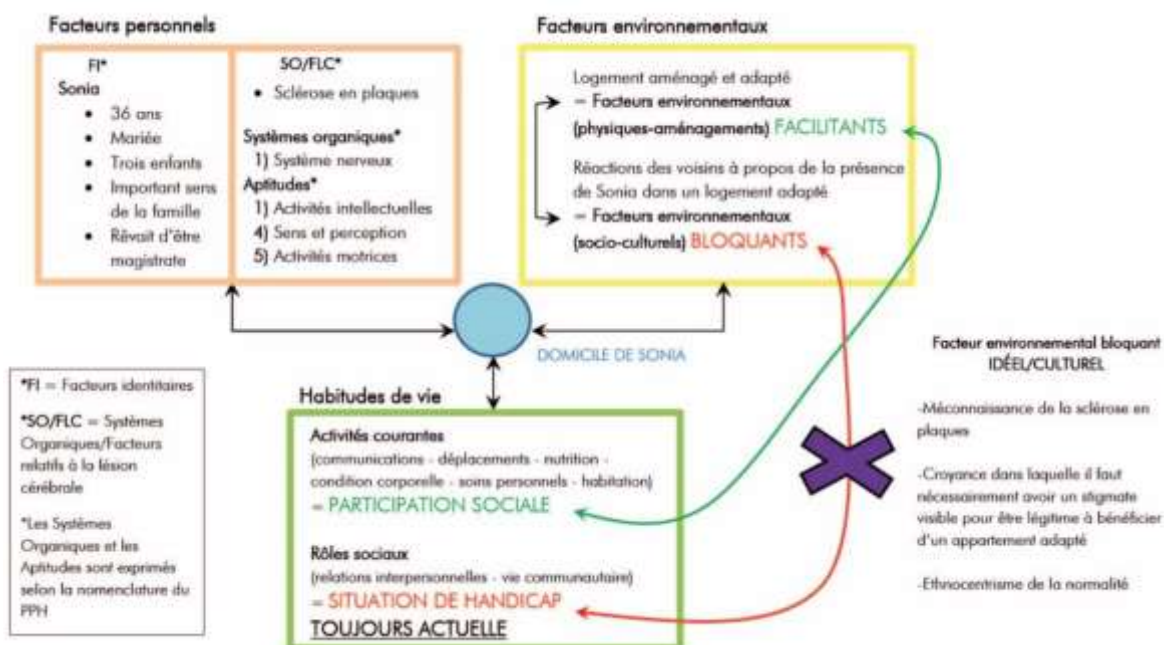 Facteurs personnels
FI*
Sonia
• 36 ans
• Mariée
• Trois enfants
• Important sens
de la famille
• Rêvait d'être
magistrate
SO/FLC*
• Sclérose en plaques
Systèmes organiques*
1) Système nerveux
Aptitudes*
1) Activités intellectuelles
4) Sens et perception
5) Activités motrices
Facteurs environnementaux
Logement aménagé et adapté
= Facteurs environnementaux
(physiques-aménagements) FACILITANTS
Réactions des voisins à propos de la présence
de Sonia dans un logement adapté
= Facteurs environnementaux
(socio-culturels) BLOQUANTS
DOMICILE DE SONIA
*FI = Facteurs identitaires
*SO/FLC = Systèmes
Organiques/Facteurs
relatifs à la lésion
cérébrale
*Les Systèmes
Organiques et les
Aptitudes sont exprimés
selon la nomenclature du
PPH
Habitudes de vie
Activités courantes
(communications - déplacements - nutrition -
condition corporelle - soins personnels - habitation)
= PARTICIPATION SOCIALE
Rôles sociaux
(relations interpersonnelles - vie communautaire)
= SITUATION DE HANDICAP
TOUJOURS ACTUELLE
Facteur environnemental bloquant
IDÉEL/CULTUREL
-Méconnaissance de la sclérose en
plaques
-Croyance dans laquelle il faut
nécessairement avoir un stigmate
visible pour être légitime à bénéficier
d'un appartement adapté
-Ethnocentrisme de la normalité